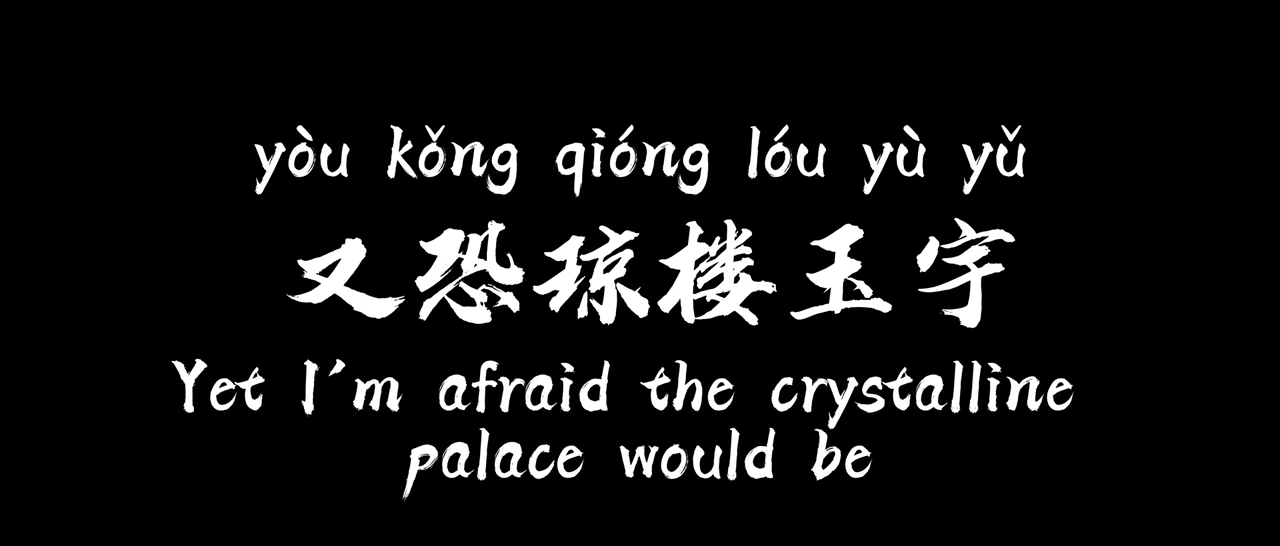 yòu kǒng qióng lóu yù yǔ
又恐琼楼玉宇
Yet I'm afraid the crystalline
palace would be